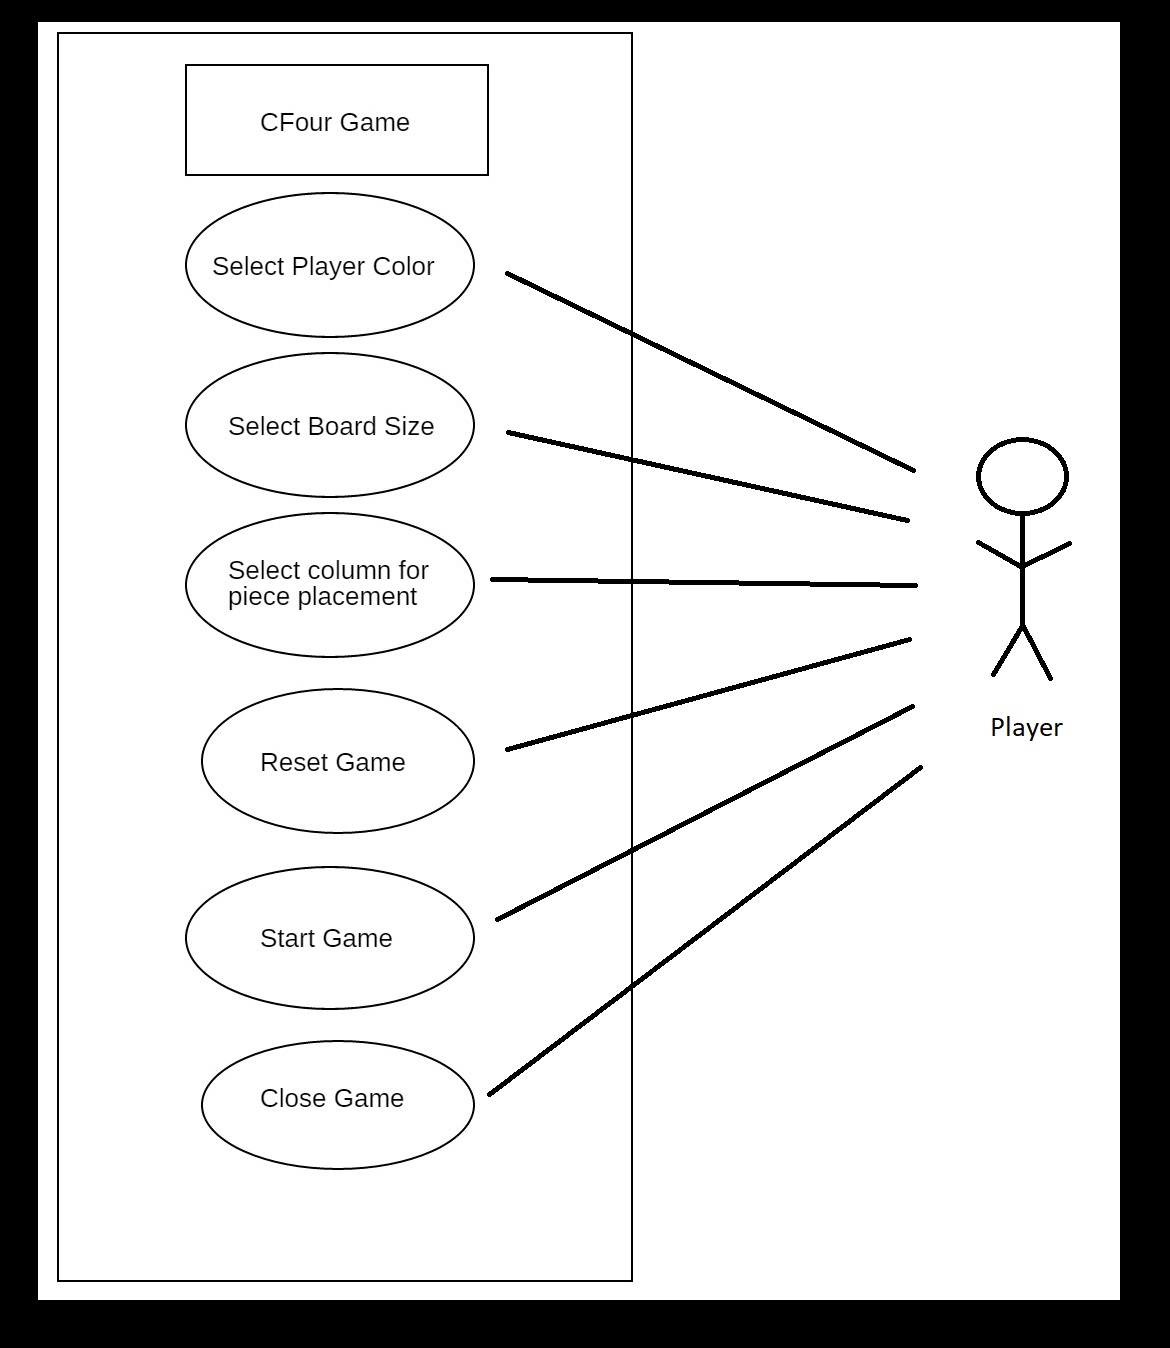 CFour Game
Select Player Color
Select Board Size
Select column for
piece placement
Reset Game
Player
Start Game
Close Game